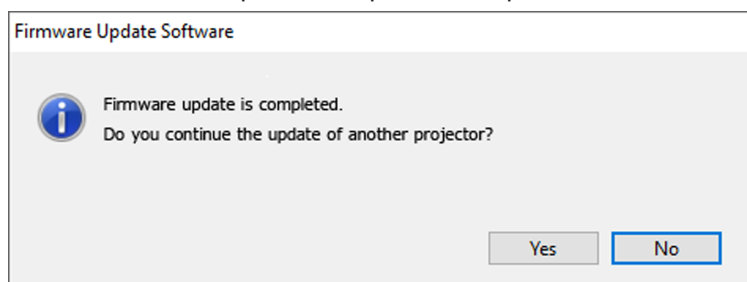 Firmware Update Software
Firmware update is completed.
Do you continue the update of another projector?
Yes
No